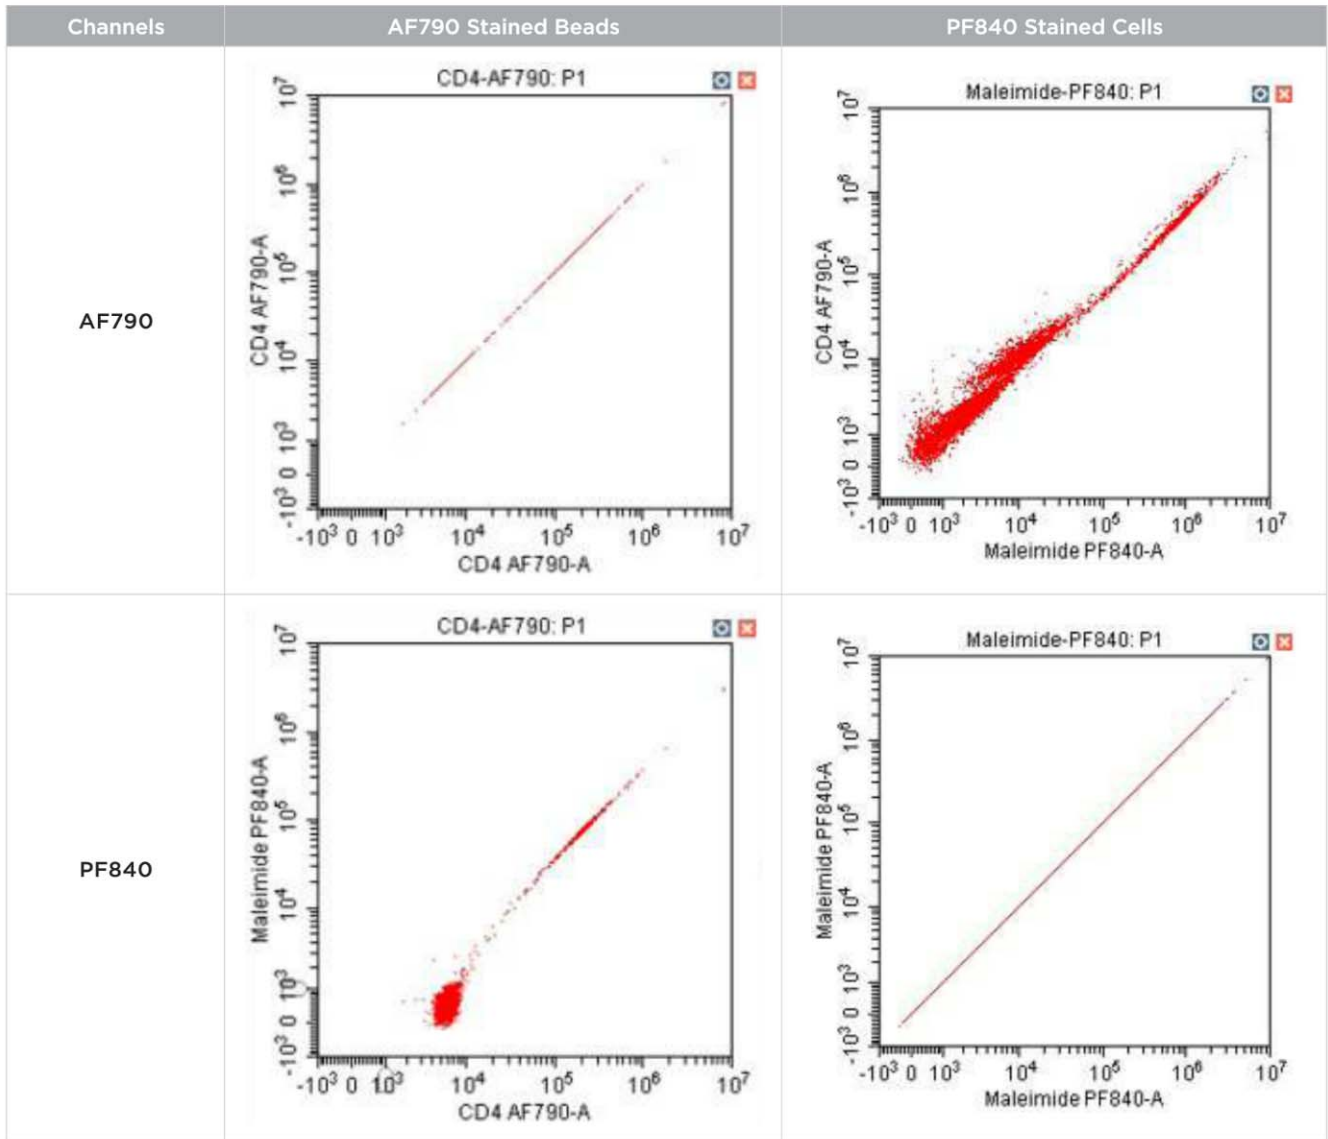 Channels
AF790 Stained Beads
PF840 Stained Cells
AF790
CD4-AF790: P1
CD4 AF790-A
10^7
10^6
10^5
10^4
10^3
0
-10^3
-10^3 0 10^3 10^4 10^5 10^6 10^7
CD4 AF790-A
Maleimide-PF840: P1
CD4 AF790-A
10^7
10^6
10^5
10^4
10^3
0
-10^3
-10^3 0 10^3 10^4 10^5 10^6 10^7
Maleimide PF840-A
PF840
CD4-AF790: P1
Maleimide PF840-A
10^7
10^6
10^5
10^4
10^3
0
-10^3
-10^3 0 10^3 10^4 10^5 10^6 10^7
CD4 AF790-A
Maleimide-PF840: P1
Maleimide PF840-A
10^7
10^6
10^5
10^4
10^3
0
-10^3
-10^3 0 10^3 10^4 10^5 10^6 10^7
Maleimide PF840-A